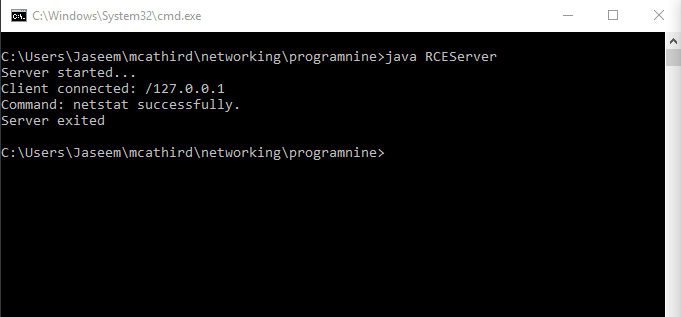 C:\Windows\System32\cmd.exe
C:\Users\Jaseem\mcathird\networking\programnine>java RCEServer
Server started...
Client connected: /127.0.0.1
Command: netstat successfully.
Server exited
C:\Users\Jaseem\mcathird\networking\programnine>